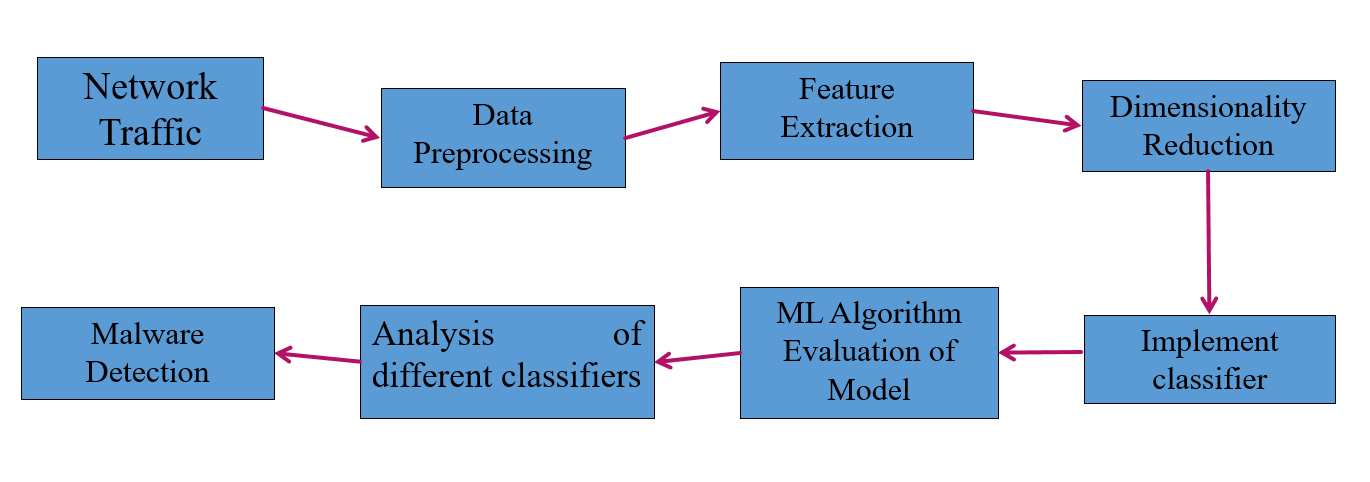 Network
Traffic
Data
Preprocessing
Feature
Extraction
Dimensionality
Reduction
Implement
classifier
ML Algorithm
Evaluation of
Model
Analysis of
different classifiers
Malware
Detection